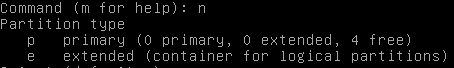 Command (m for help): n
Partition type
   p   primary (0 primary, 0 extended, 4 free)
   e   extended (container for logical partitions)